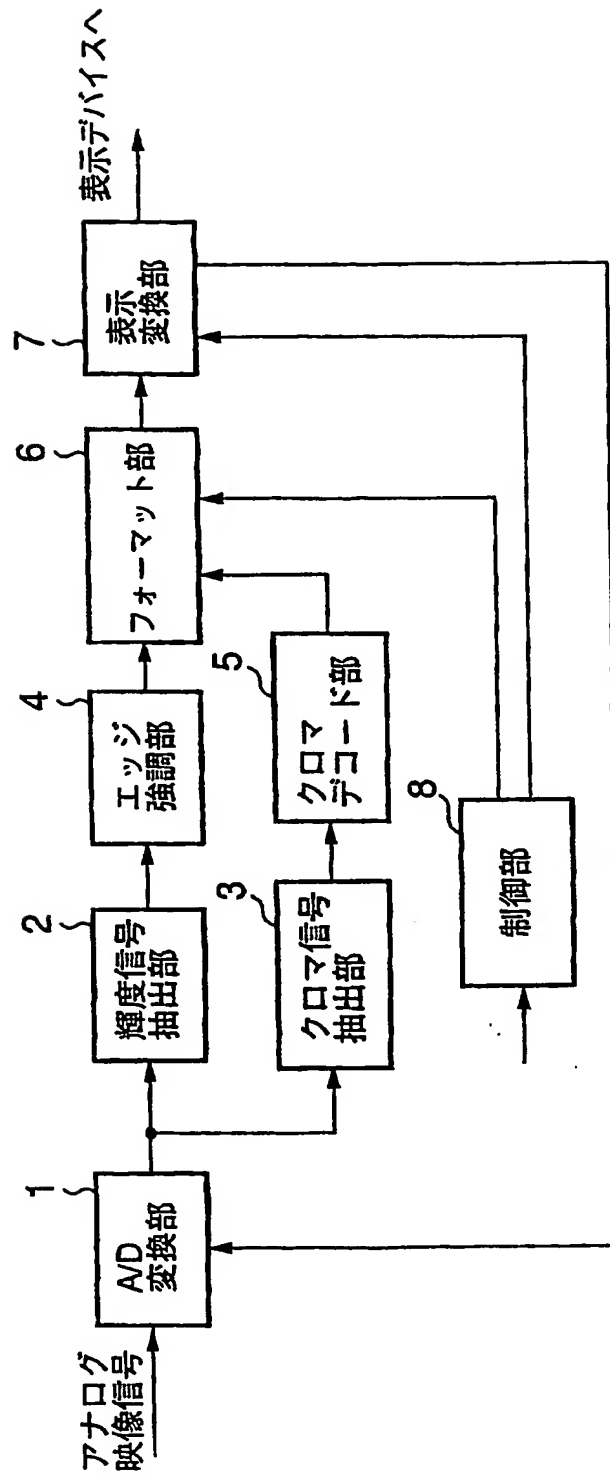 アナログ
映像信号
1
A/D
変換部
2
輝度信号
抽出部
3
クロマ信号
抽出部
4
エッジ
強調部
5
クロマ
デコード部
6
フォーマット部
7
表示
変換部
表示デバイスへ
8
制御部